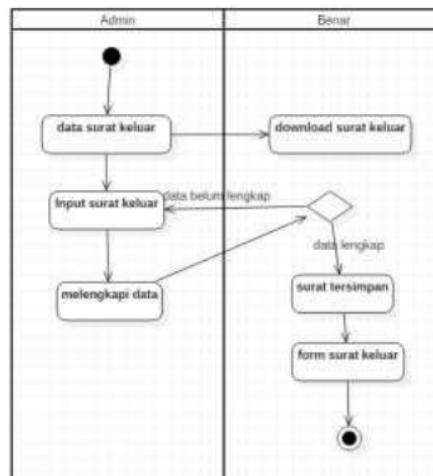 Admin
Benar
data surat keluar
download surat keluar
Input surat keluar
data belum lengkap
data lengkap
melengkapi data
surat tersimpan
form surat keluar